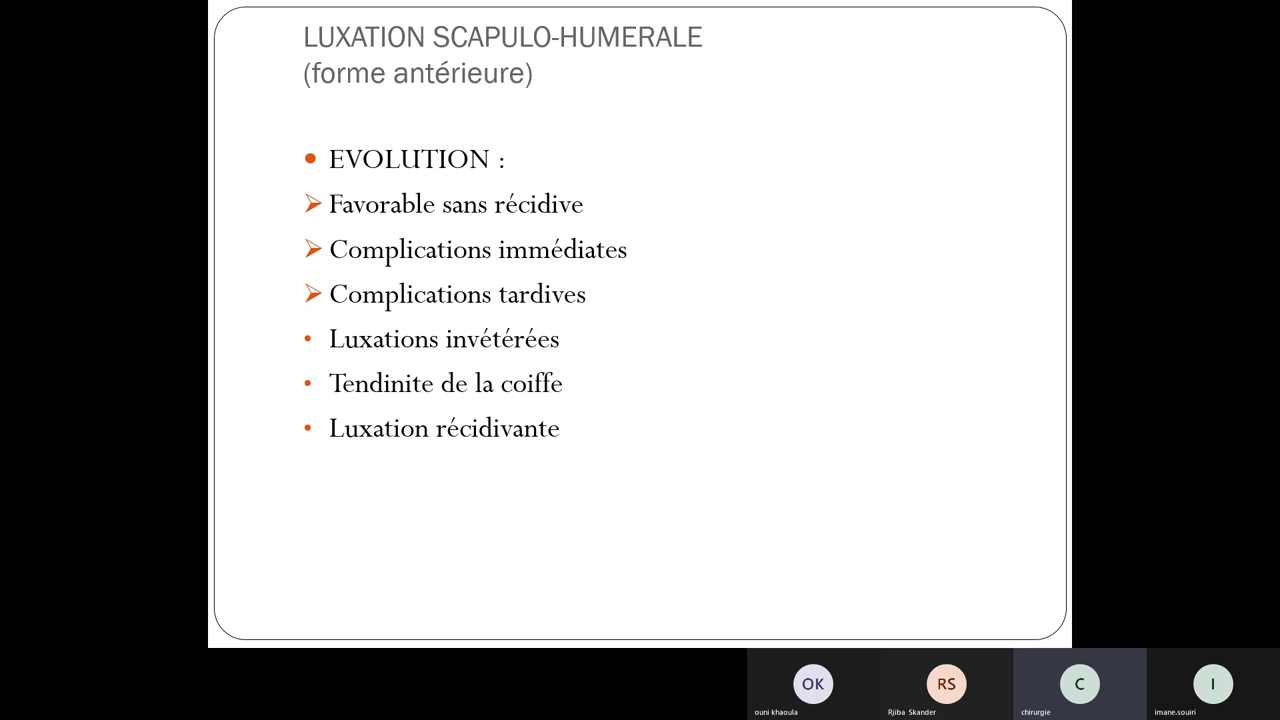 LUXATION SCAPULO-HUMERALE
(forme antérieure)
EVOLUTION :
Favorable sans récidive
Complications immédiates
Complications tardives
Luxations invétérées
Tendinite de la coiffe
Luxation récidivante
OK
RS
C
I
ouni khaoula
Rjiba Skander
chirurgie
imane.souiri